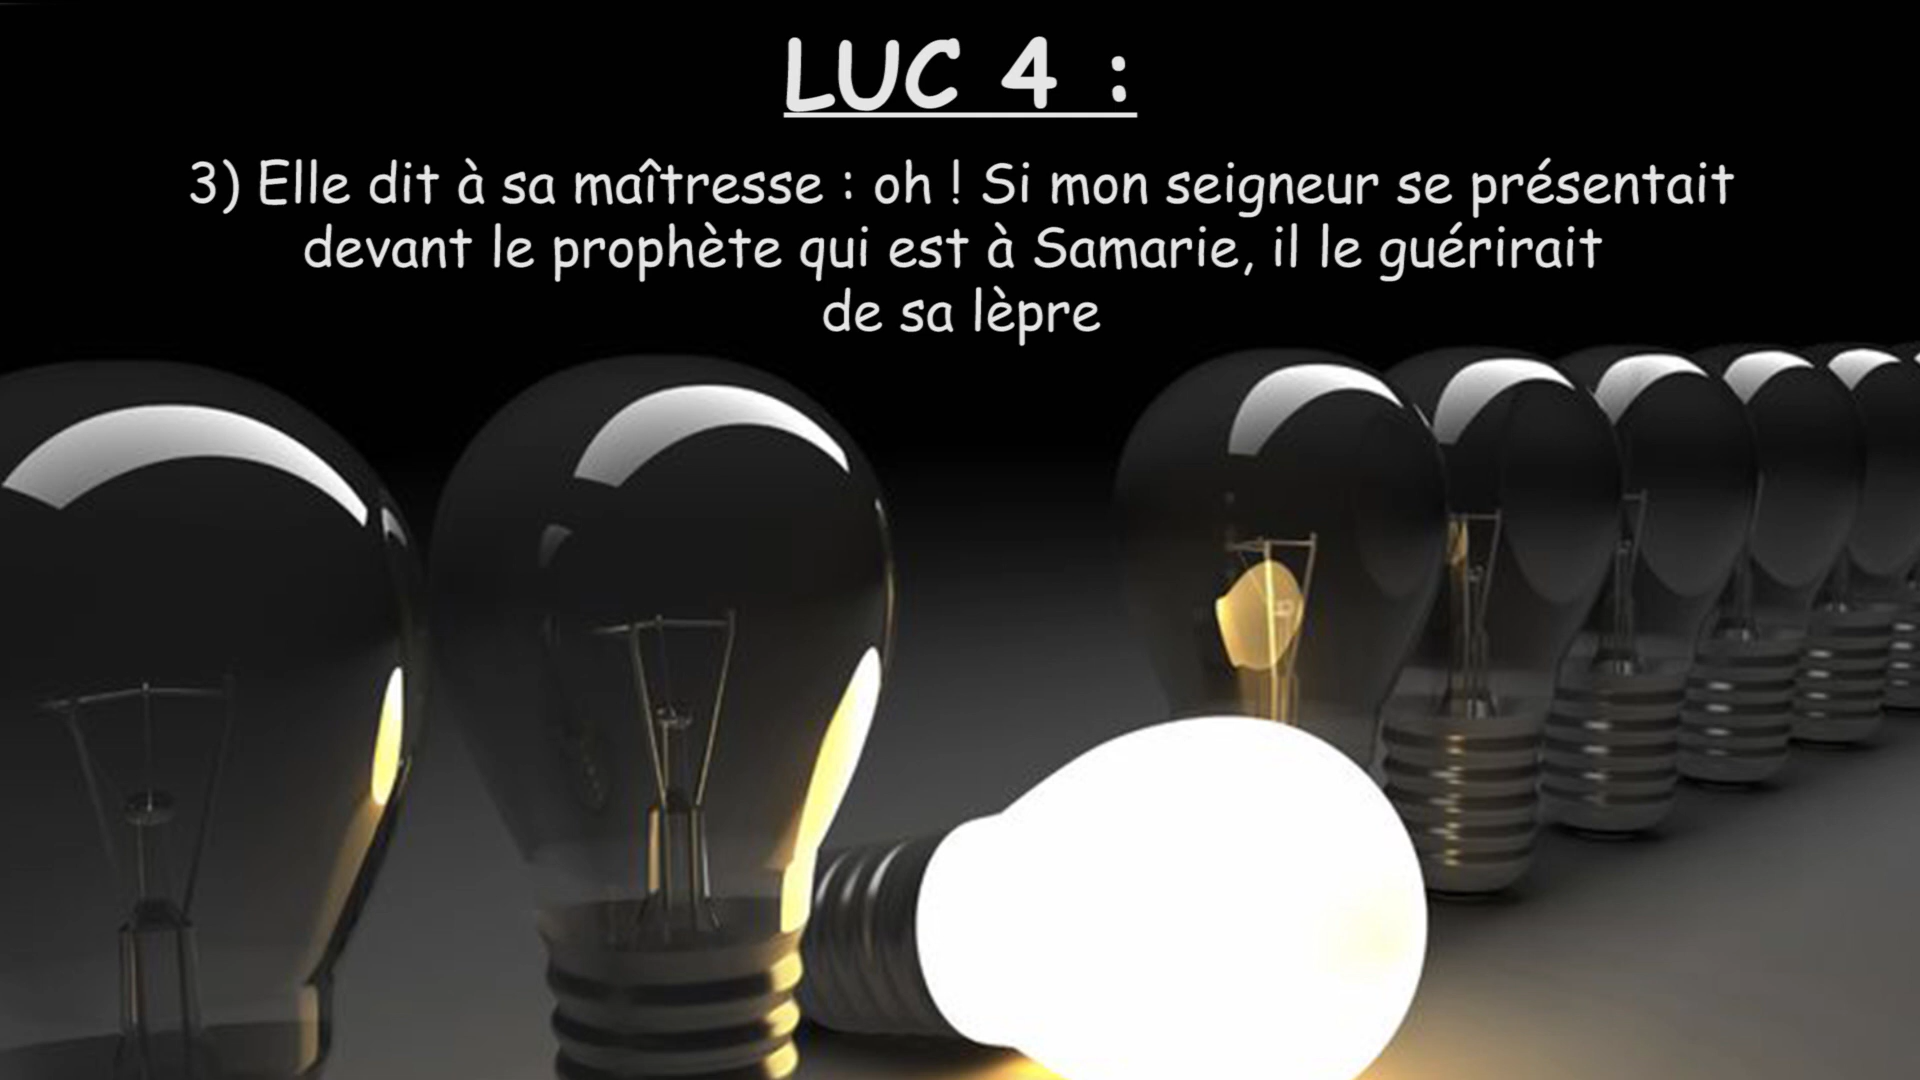 LUC 4 :
3) Elle dit à sa maîtresse : oh ! Si mon seigneur se présentait
devant le prophète qui est à Samarie, il le guérirait
de sa lèpre